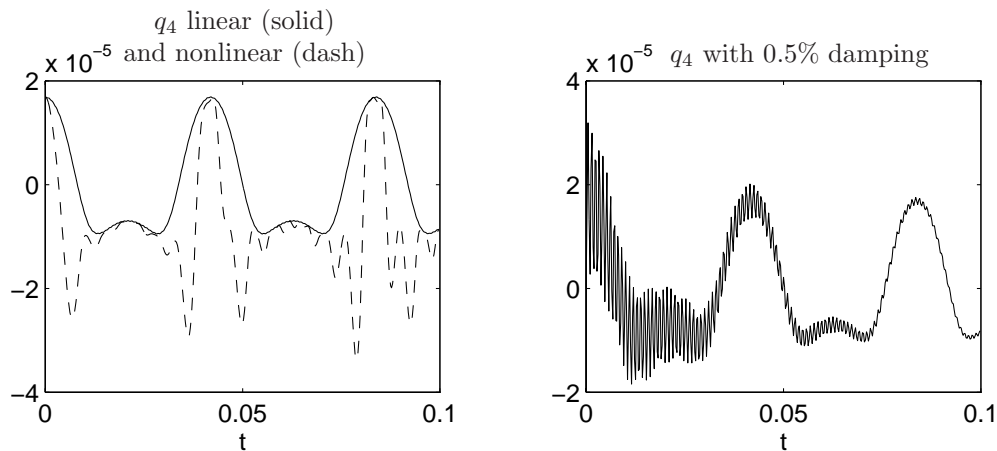 q₄ linear (solid)
and nonlinear (dash)
x 10⁻⁵
2
0
−2
−4
0
0.05
0.1
t
q₄ with 0.5% damping
x 10⁻⁵
4
2
0
−2
0
0.05
0.1
t